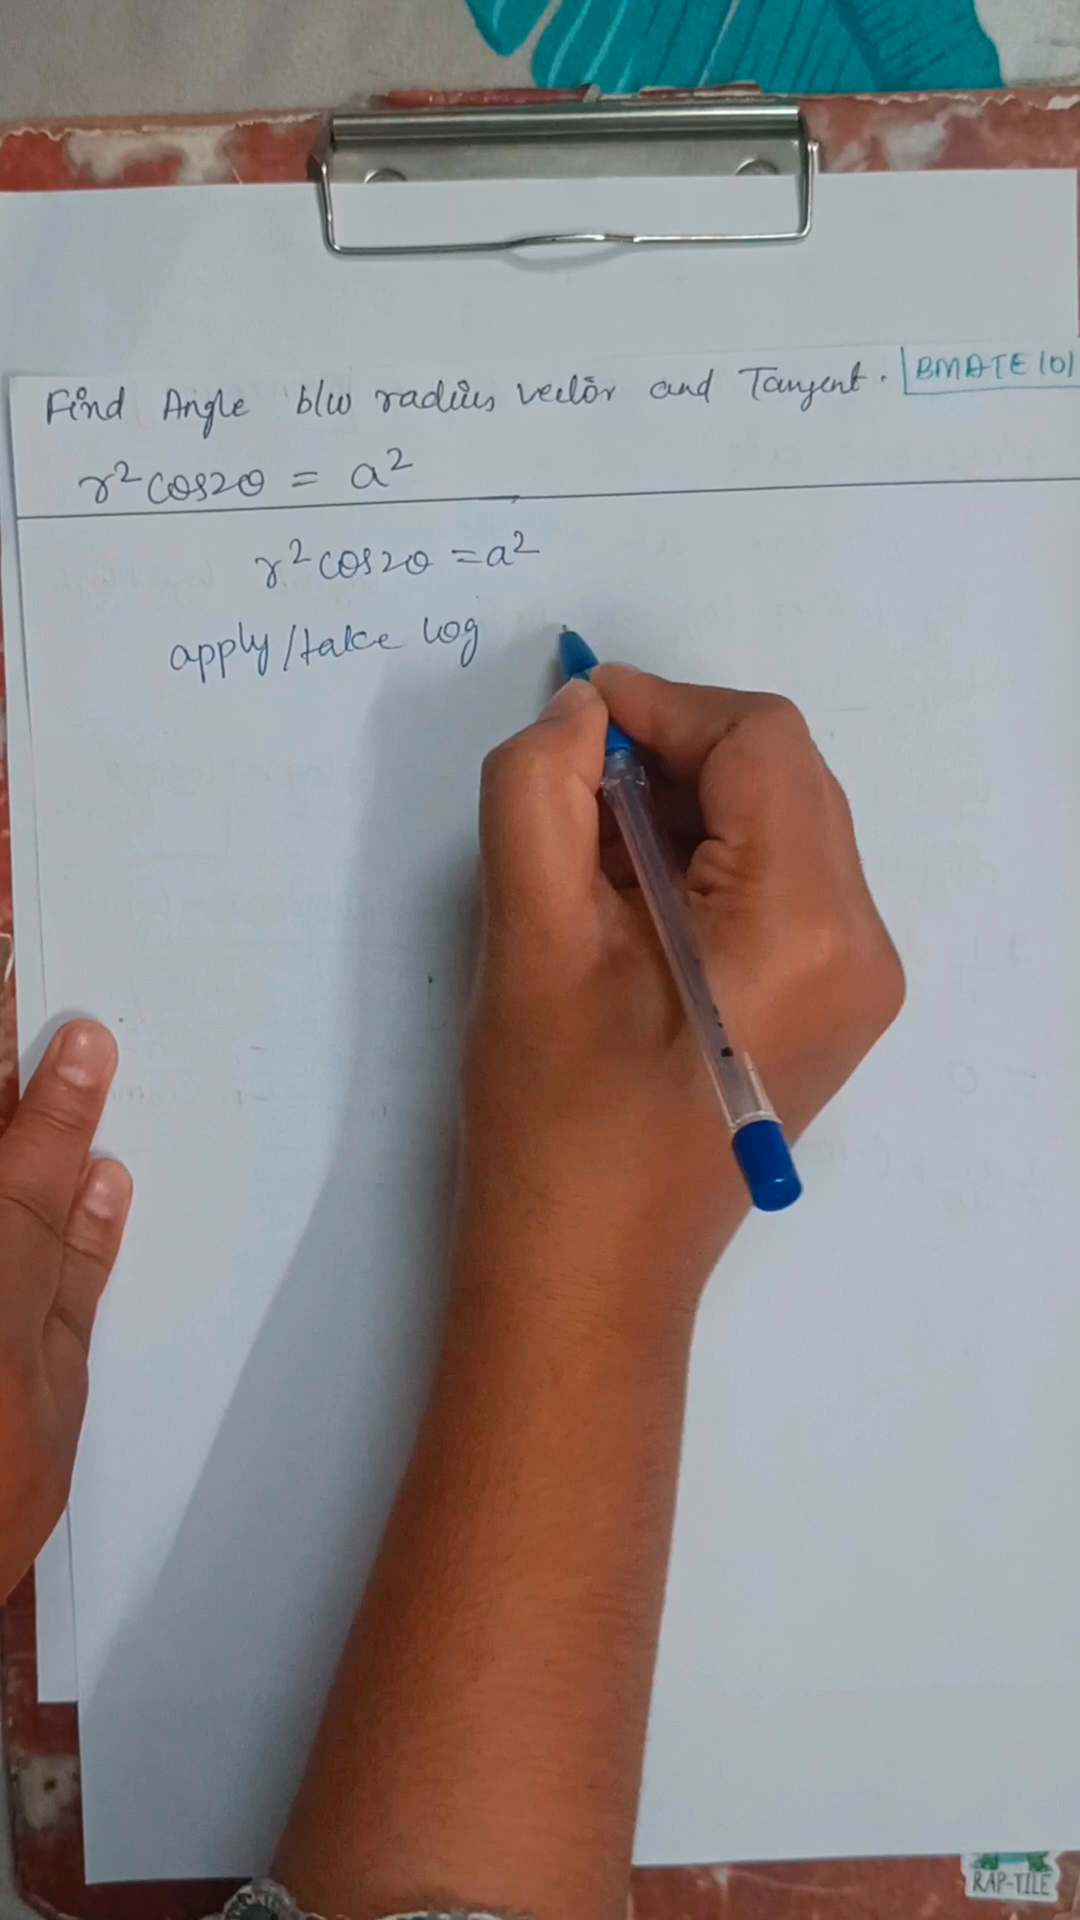 Find Angle b/w radius vector and Tangent. BMATE101
r²cos2θ = a²
r²cos2θ = a²
apply/take log
RAP-TILE